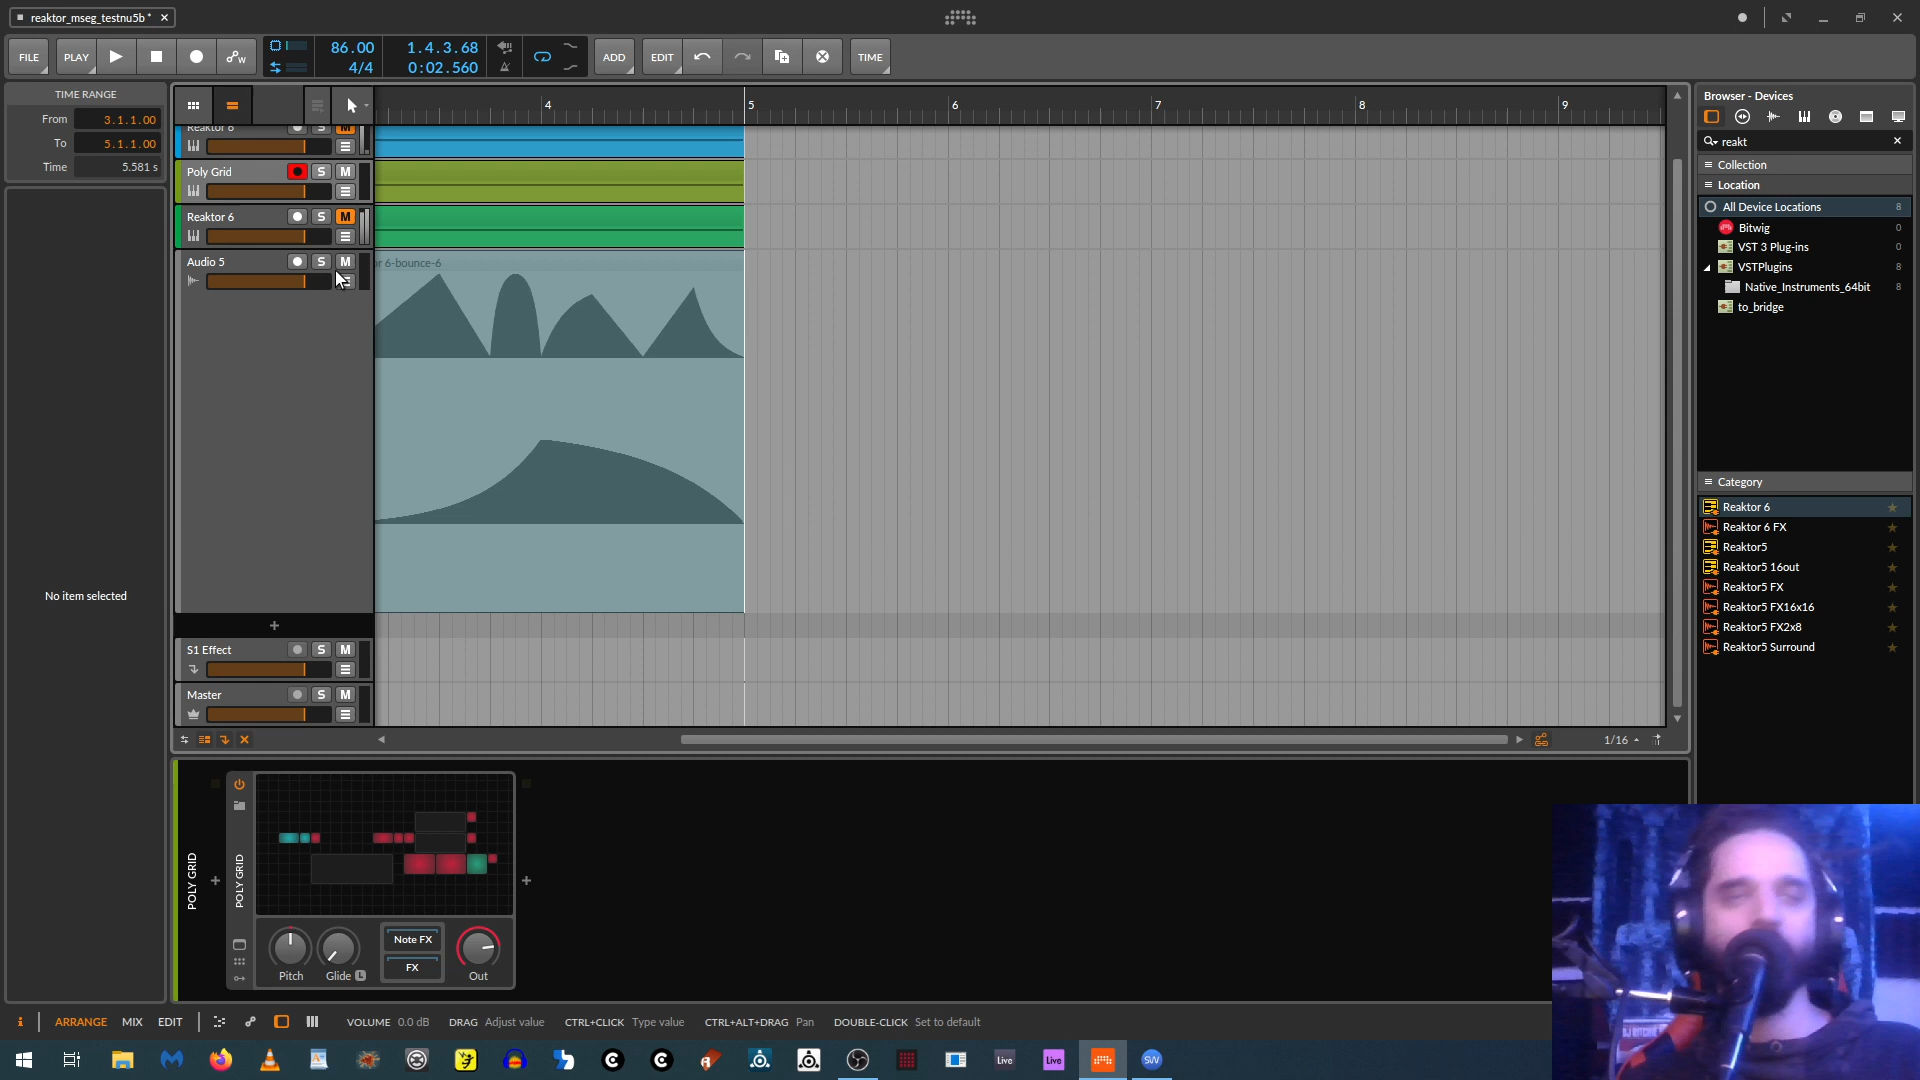 reaktor_mseg_testnu5b*
FILE
PLAY
86.00
4/4
1.4.3.68
0:02.560
ADD
EDIT
TIME
TIME RANGE
From 3.1.1.00
To 5.1.1.00
Time 5.581 s
No item selected
4 5 6 7 8 9
Reaktor 6 S M
Poly Grid S M
Reaktor 6 S M
Audio 5 S M
r 6-bounce-6
S1 Effect S M
Master S M
1/16
Browser - Devices
reakt
Collection
Location
All Device Locations 8
Bitwig 0
VST 3 Plug-ins 0
VSTPlugins 8
Native_Instruments_64bit 8
to_bridge
Category
Reaktor 6
Reaktor 6 FX
Reaktor5
Reaktor5 16out
Reaktor5 FX
Reaktor5 FX16x16
Reaktor5 FX2x8
Reaktor5 Surround
POLY GRID
POLY GRID
Pitch
Glide L
Note FX
FX
Out
i ARRANGE MIX EDIT
VOLUME 0.0 dB DRAG Adjust value CTRL+CLICK Type value CTRL+ALT+DRAG Pan DOUBLE-CLICK Set to default
Live
Live
SW